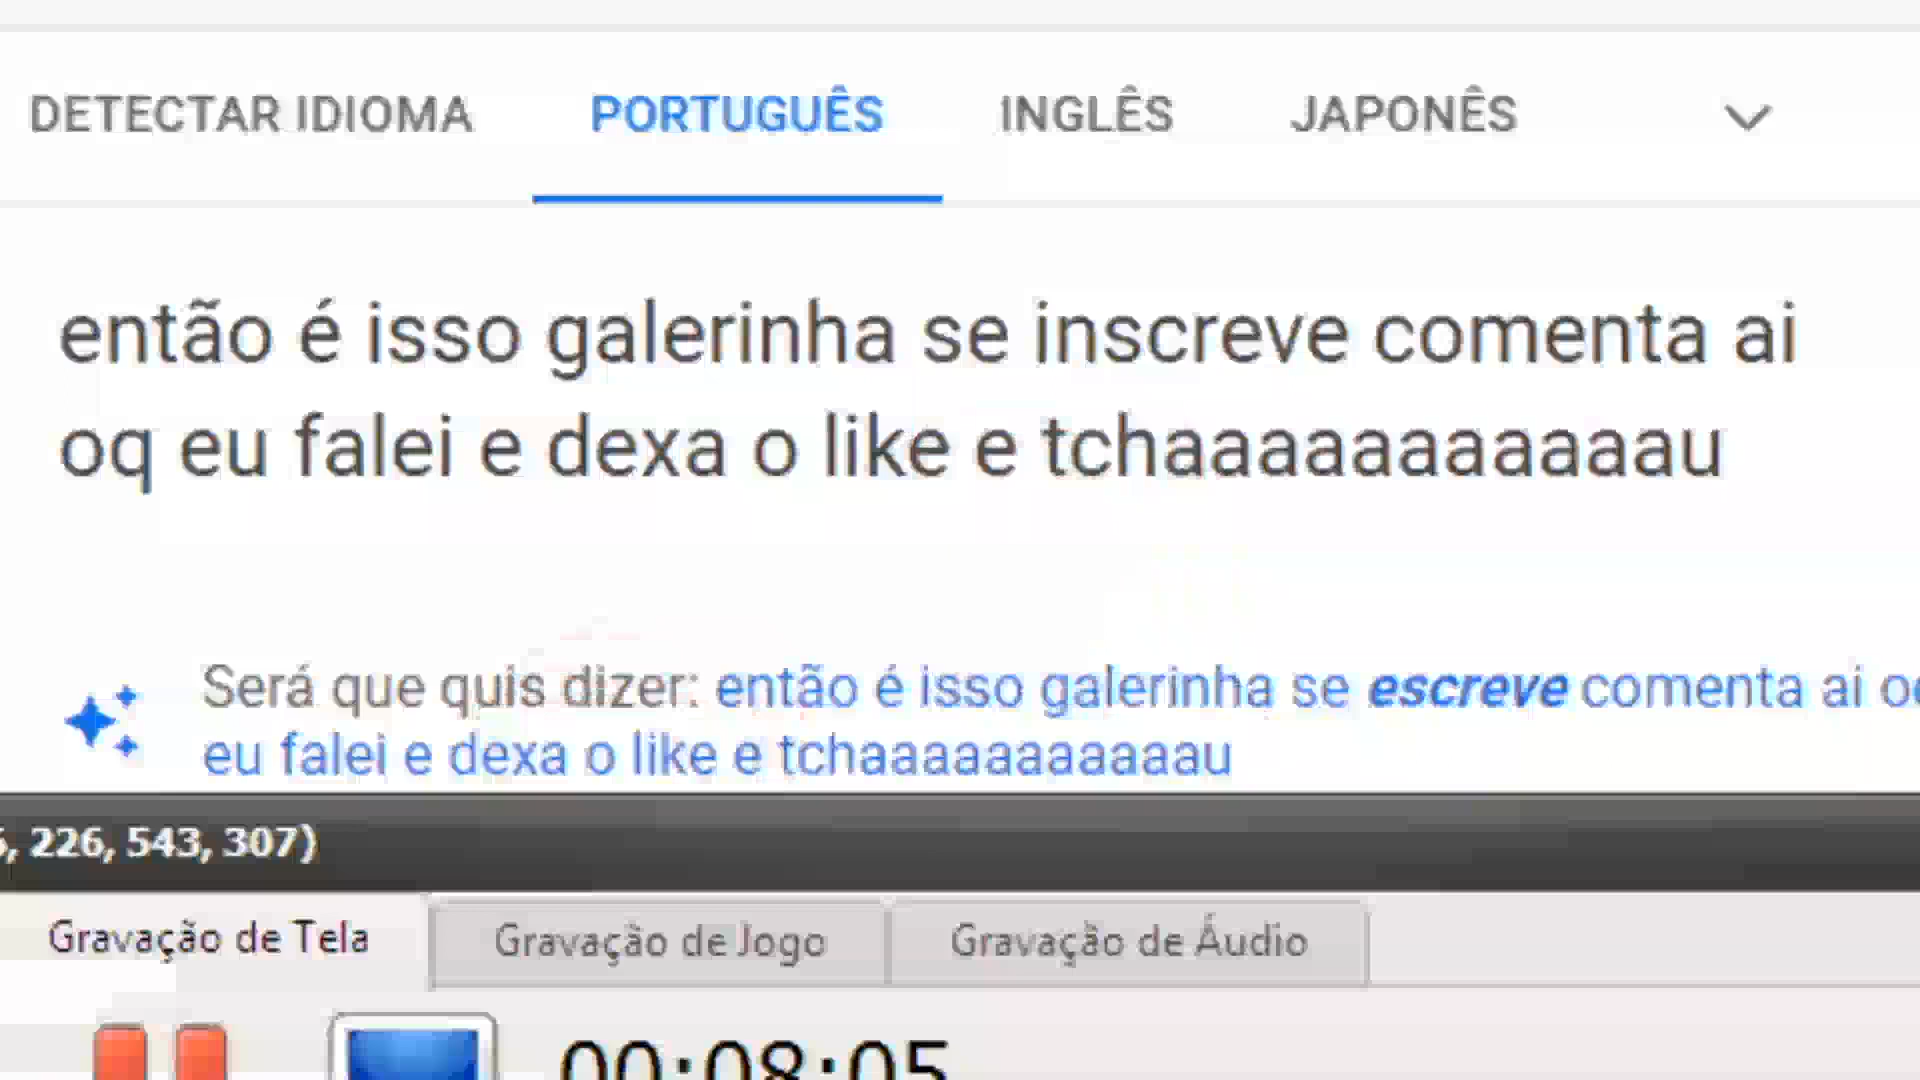 DETECTAR IDIOMA PORTUGUÊS INGLÊS JAPONÊS
então é isso galerinha se inscreve comenta ai
oq eu falei e dexa o like e tchaaaaaaaaaaaau
Será que quis dizer: então é isso galerinha se escreve comenta ai
eu falei e dexa o like e tchaaaaaaaaaaaau
, 226, 543, 307)
Gravação de Tela Gravação de Jogo Gravação de Áudio
00:08:05